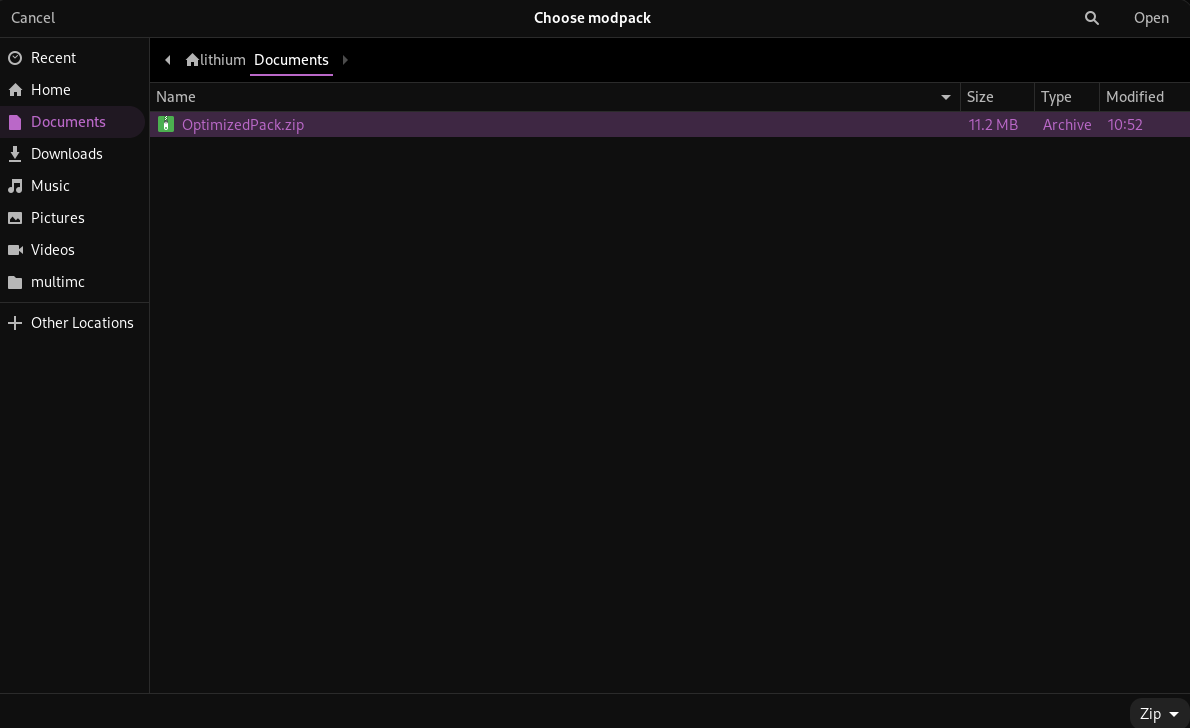 Cancel Choose modpack Open
Recent
Home
Documents
Downloads
Music
Pictures
Videos
multimc
Other Locations
lithium Documents
Name Size Type Modified
OptimizedPack.zip 11.2 MB Archive 10:52
Zip